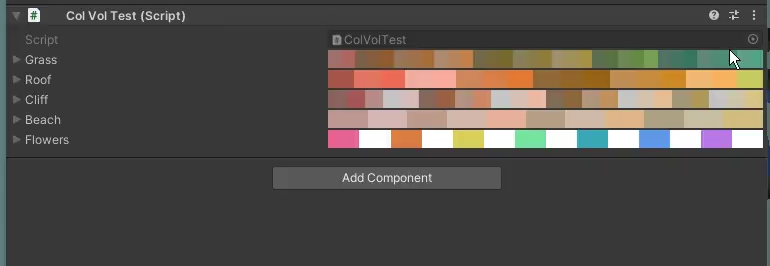 Col Vol Test (Script)
Script ColVolTest
Grass
Roof
Cliff
Beach
Flowers
Add Component